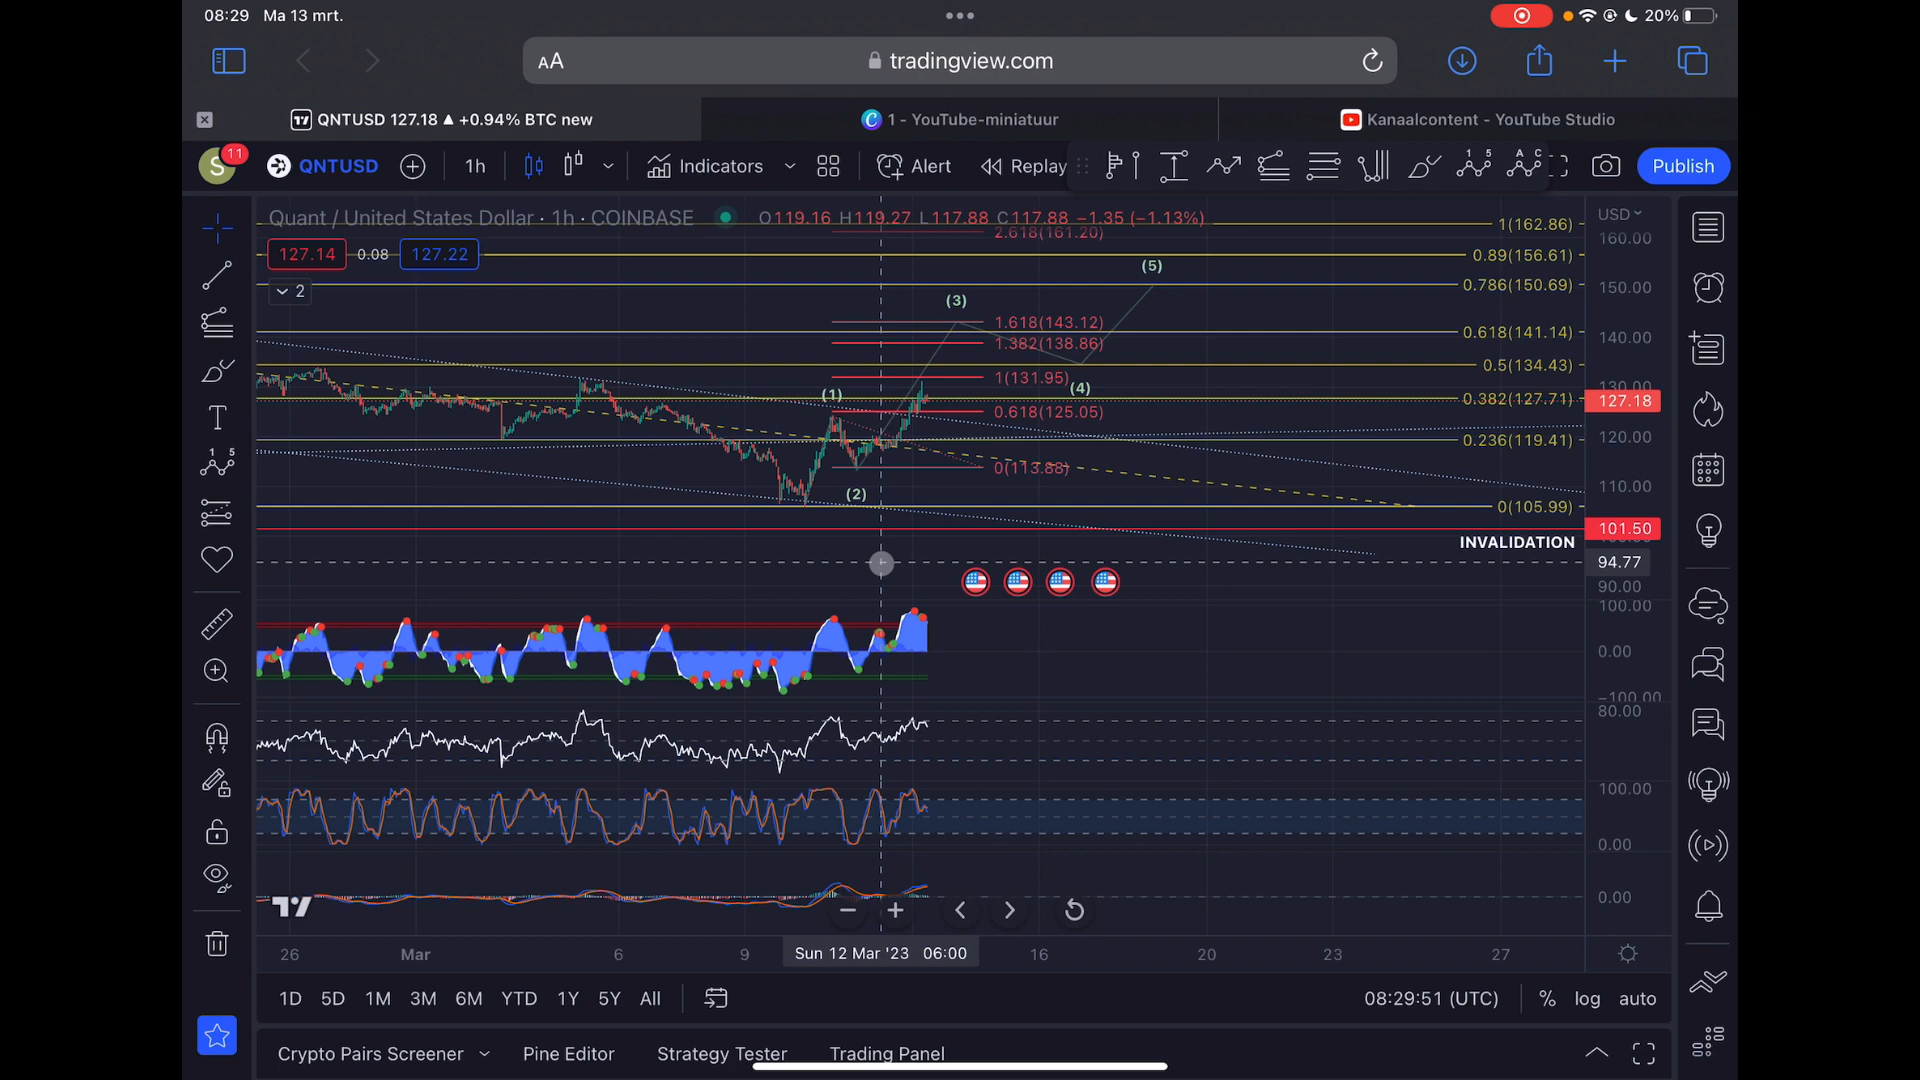 08:29 Ma 13 mrt. 20%
AA tradingview.com
QNTUSD 127.18 ▲ +0.94% BTC new
1 - YouTube-miniatuur
Kanaalcontent - YouTube Studio
S 11 QNTUSD 1h Indicators Alert Replay Publish
Quant / United States Dollar · 1h · COINBASE O119.16 H119.27 L117.88 C117.88 −1.35 (−1.13%)
USD
1(162.86)
2.618(161.20)
160.00
127.14 0.08 127.22
0.89(156.61)
(5)
2
0.786(150.69)
150.00
(3)
1.618(143.12)
0.618(141.14)
140.00
1.382(138.86)
0.5(134.43)
1(131.95)
(4)
130.00
(1)
0.382(127.71)
127.18
0.618(125.05)
0.236(119.41)
120.00
0(113.88)
110.00
(2)
0(105.99)
101.50
INVALIDATION
94.77
90.00
100.00
0.00
−100.00
80.00
100.00
0.00
0.00
26 Mar 6 9 Sun 12 Mar '23 06:00 16 20 23 27
1D 5D 1M 3M 6M YTD 1Y 5Y All 08:29:51 (UTC) % log auto
Crypto Pairs Screener Pine Editor Strategy Tester Trading Panel